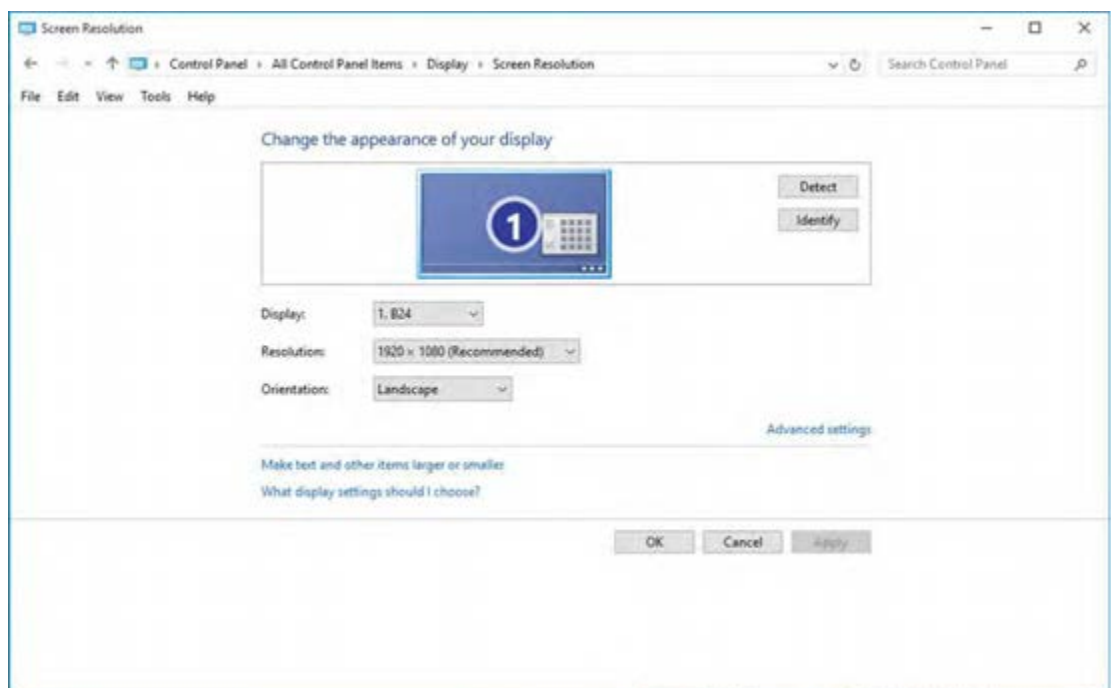 Screen Resolution
Control Panel › All Control Panel Items › Display › Screen Resolution
Search Control Panel
File Edit View Tools Help
Change the appearance of your display
1
Detect
Identify
Display: 1. B24
Resolution: 1920 × 1080 (Recommended)
Orientation: Landscape
Advanced settings
Make text and other items larger or smaller
What display settings should I choose?
OK Cancel Apply